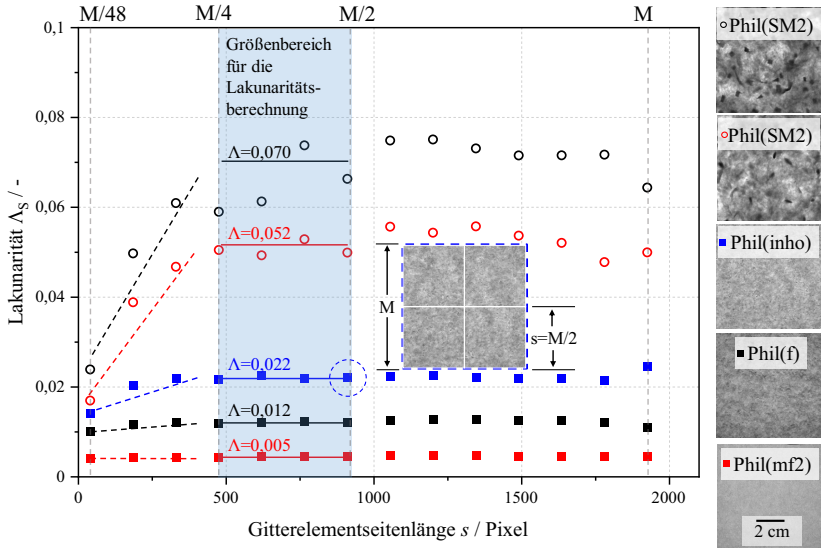 M/48 M/4 M/2 M
0,1
0,08
0,06
0,04
0,02
0
Lakunarität Λ_S / -
Größenbereich
für die
Lakunaritäts-
berechnung
Λ=0,070
Λ=0,052
Λ=0,022
Λ=0,012
Λ=0,005
M
s=M/2
0 500 1000 1500 2000
Gitterelementseitenlänge s / Pixel
Phil(SM2)
Phil(SM2)
Phil(inho)
Phil(f)
Phil(mf2)
2 cm